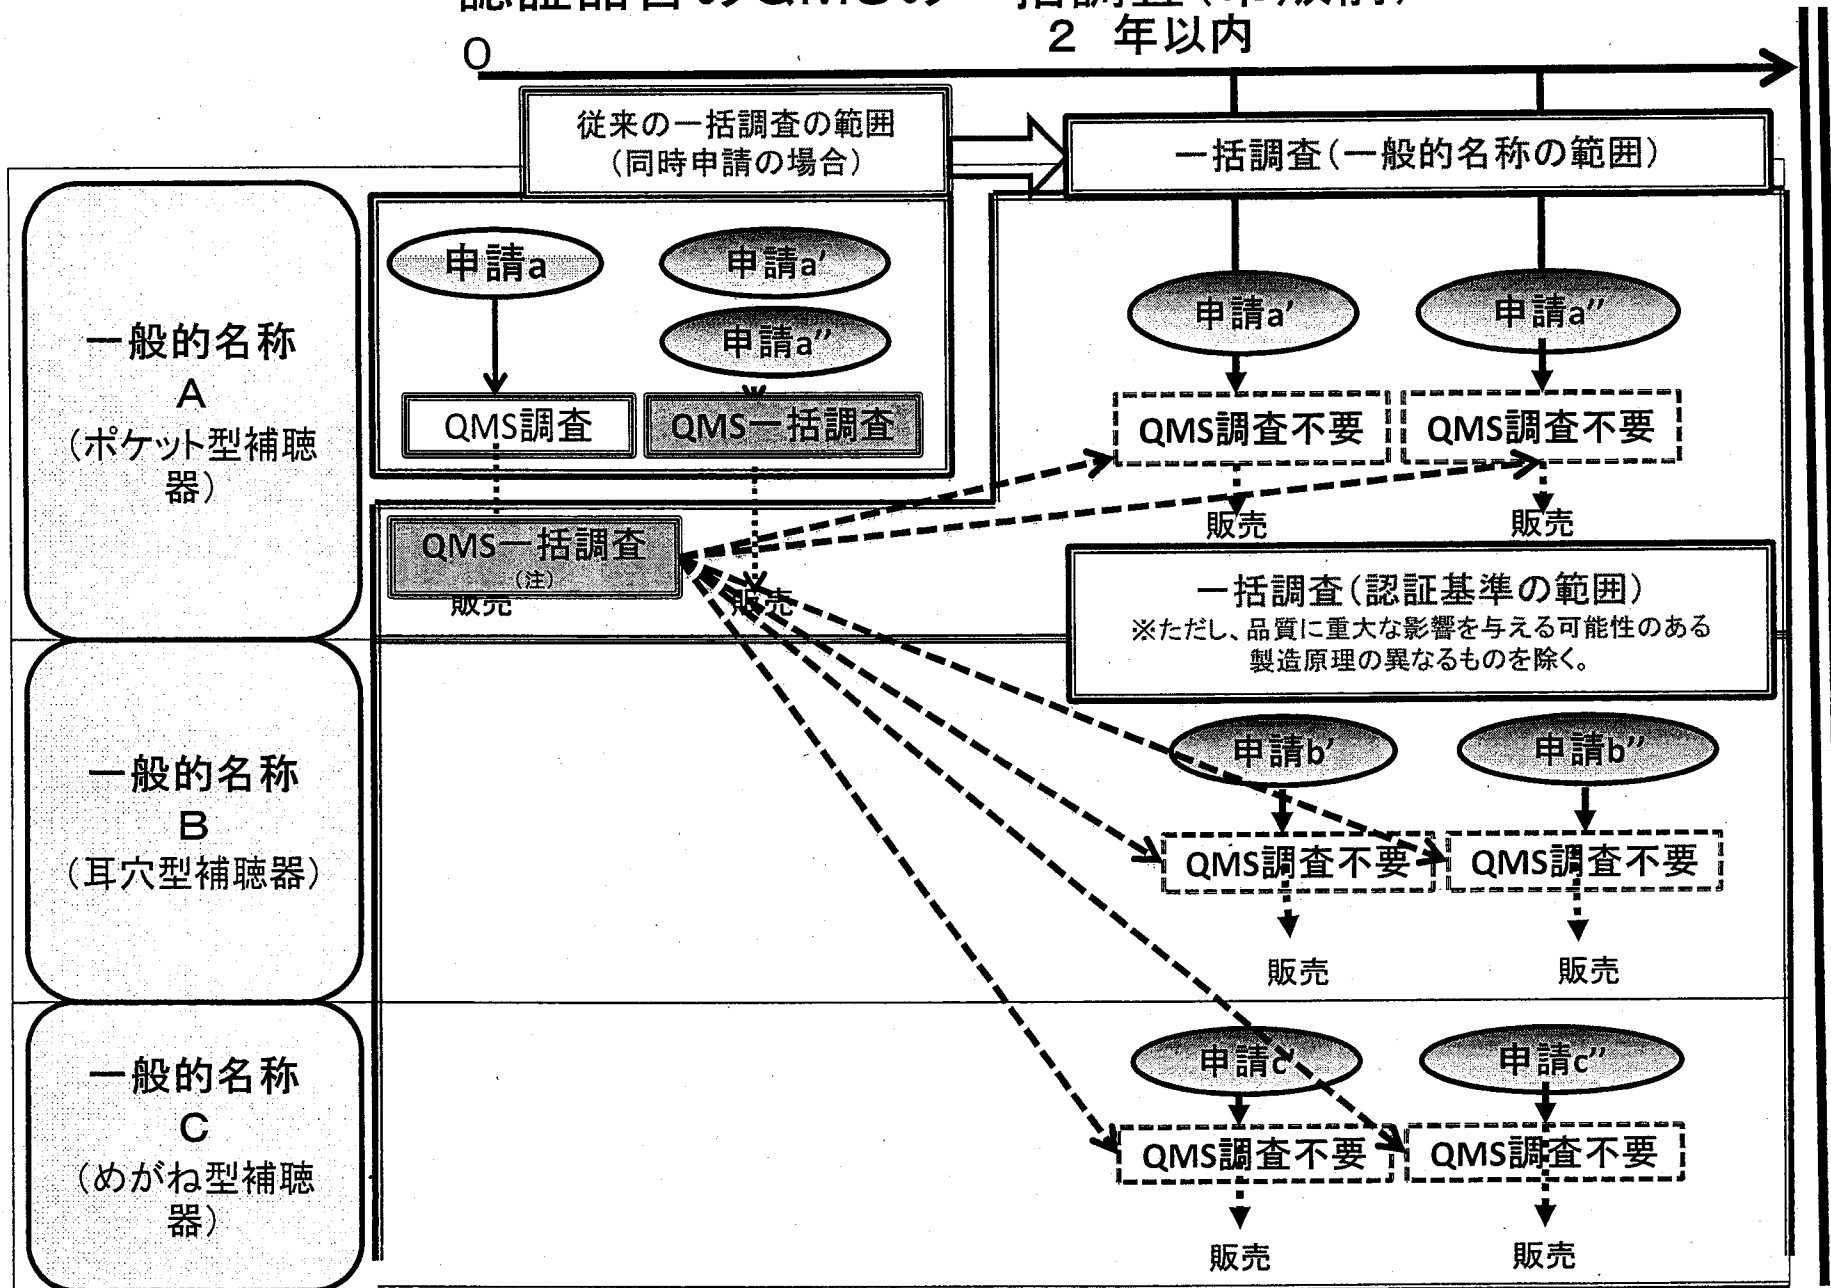 2 年以内
0
従来の一括調査の範囲
(同時申請の場合)
一括調査(一般的名称の範囲)
一般的名称
A
(ポケット型補聴
器)
申請a
申請a'
申請a''
QMS調査
QMS一括調査
申請a'
申請a''
QMS調査不要
QMS調査不要
販売
販売
QMS一括調査
(注)
販売
販売
一括調査(認証基準の範囲)
※ただし、品質に重大な影響を与える可能性のある
製造原理の異なるものを除く。
一般的名称
B
(耳穴型補聴器)
申請b'
申請b''
QMS調査不要
QMS調査不要
販売
販売
一般的名称
C
(めがね型補聴
器)
申請c'
申請c''
QMS調査不要
QMS調査不要
販売
販売